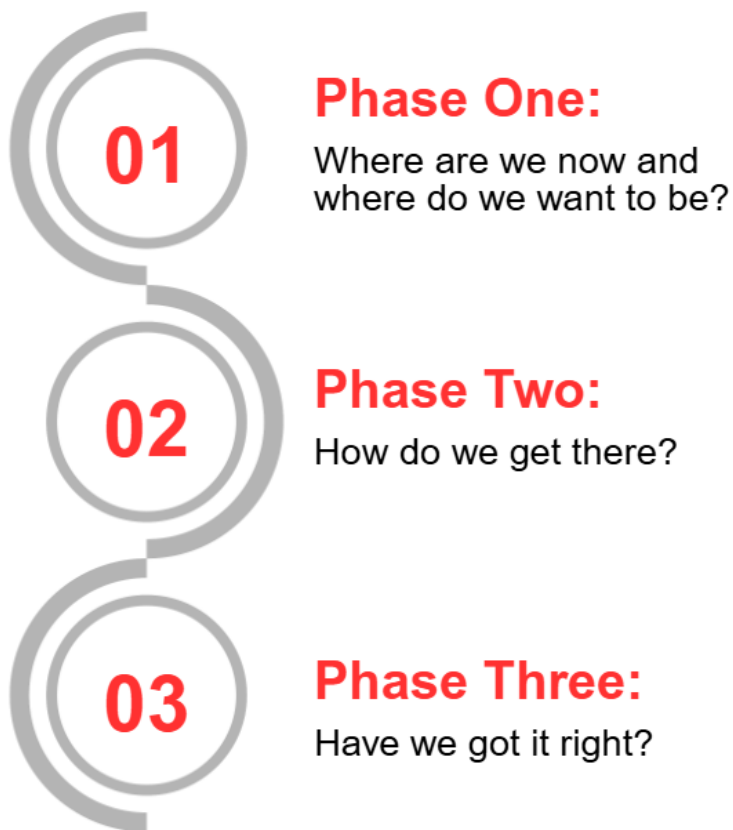 01
Phase One:
Where are we now and
where do we want to be?
02
Phase Two:
How do we get there?
03
Phase Three:
Have we got it right?